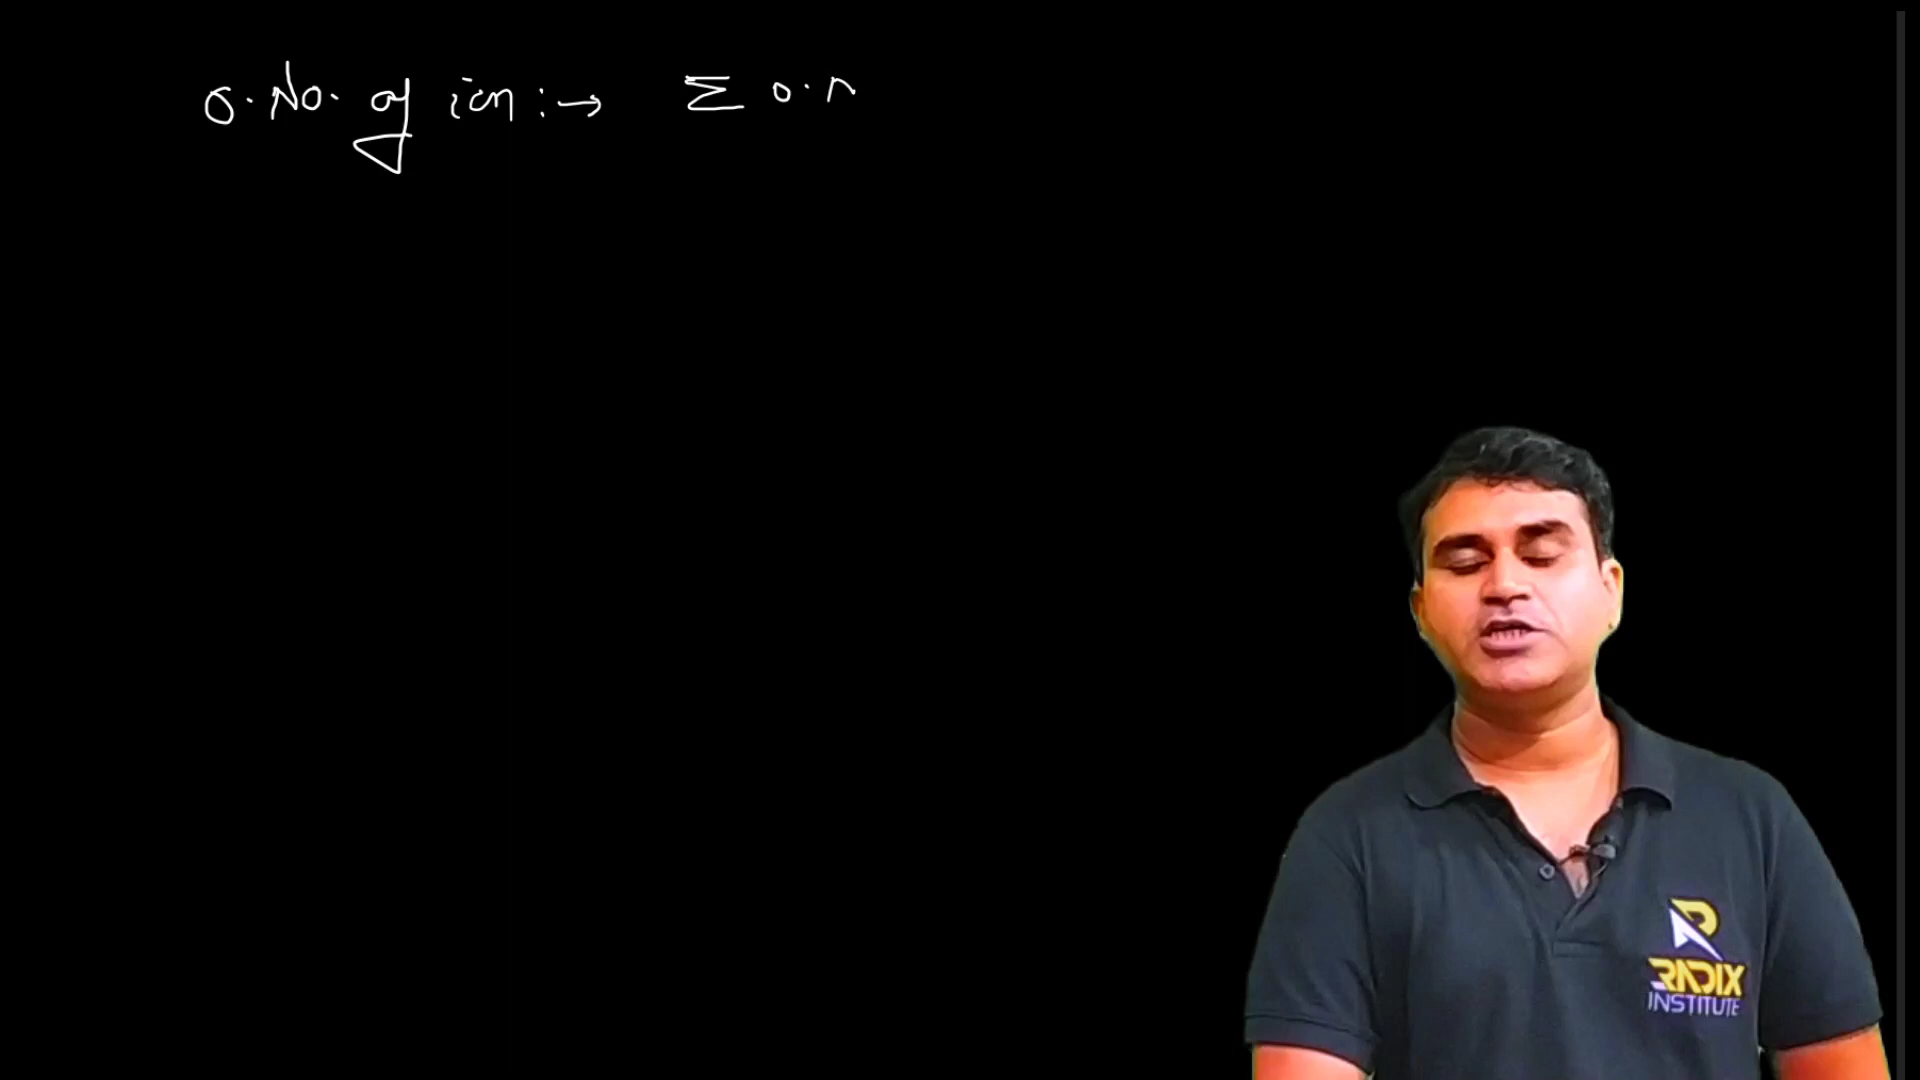 O. No. of ion :→ Σ o. n
RADIX
INSTITUTE